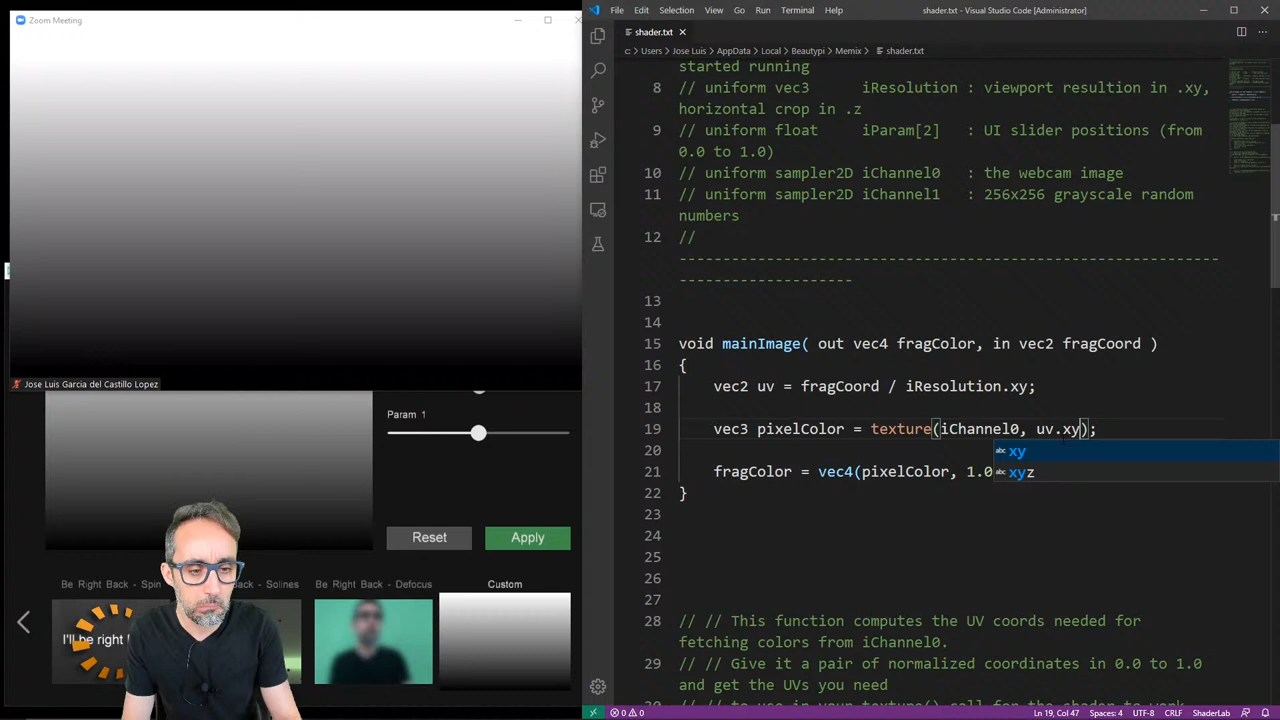 Zoom Meeting
Jose Luis Garcia del Castillo Lopez
Param 1
Reset
Apply
Be Right Back - Spin
Back - Solines
Be Right Back - Defocus
Custom
I'll be right
File Edit Selection View Go Run Terminal Help
shader.txt - Visual Studio Code [Administrator]
shader.txt
c: > Users > Jose Luis > AppData > Local > Beautypi > Memix > shader.txt
started running
8 // uniform vec3 iResolution : viewport resultion in .xy,
horizontal crop in .z
9 // uniform float iParam[2] : UI slider positions (from
0.0 to 1.0)
10 // uniform sampler2D iChannel0 : the webcam image
11 // uniform sampler2D iChannel1 : 256x256 grayscale random
numbers
12 //
--------------------------------------------------------------
--------------------
13
14
15 void mainImage( out vec4 fragColor, in vec2 fragCoord )
16 {
17 vec2 uv = fragCoord / iResolution.xy;
18
19 vec3 pixelColor = texture(iChannel0, uv.xy);
abc xy
20
abc xyz
21 fragColor = vec4(pixelColor, 1.0
22 }
23
24
25
26
27
28 // // This function computes the UV coords needed for
fetching colors from iChannel0.
29 // // Give it a pair of normalized coordinates in 0.0 to 1.0
and get the UVs you need
0 0
Ln 19, Col 47 Spaces: 4 UTF-8 CRLF ShaderLab